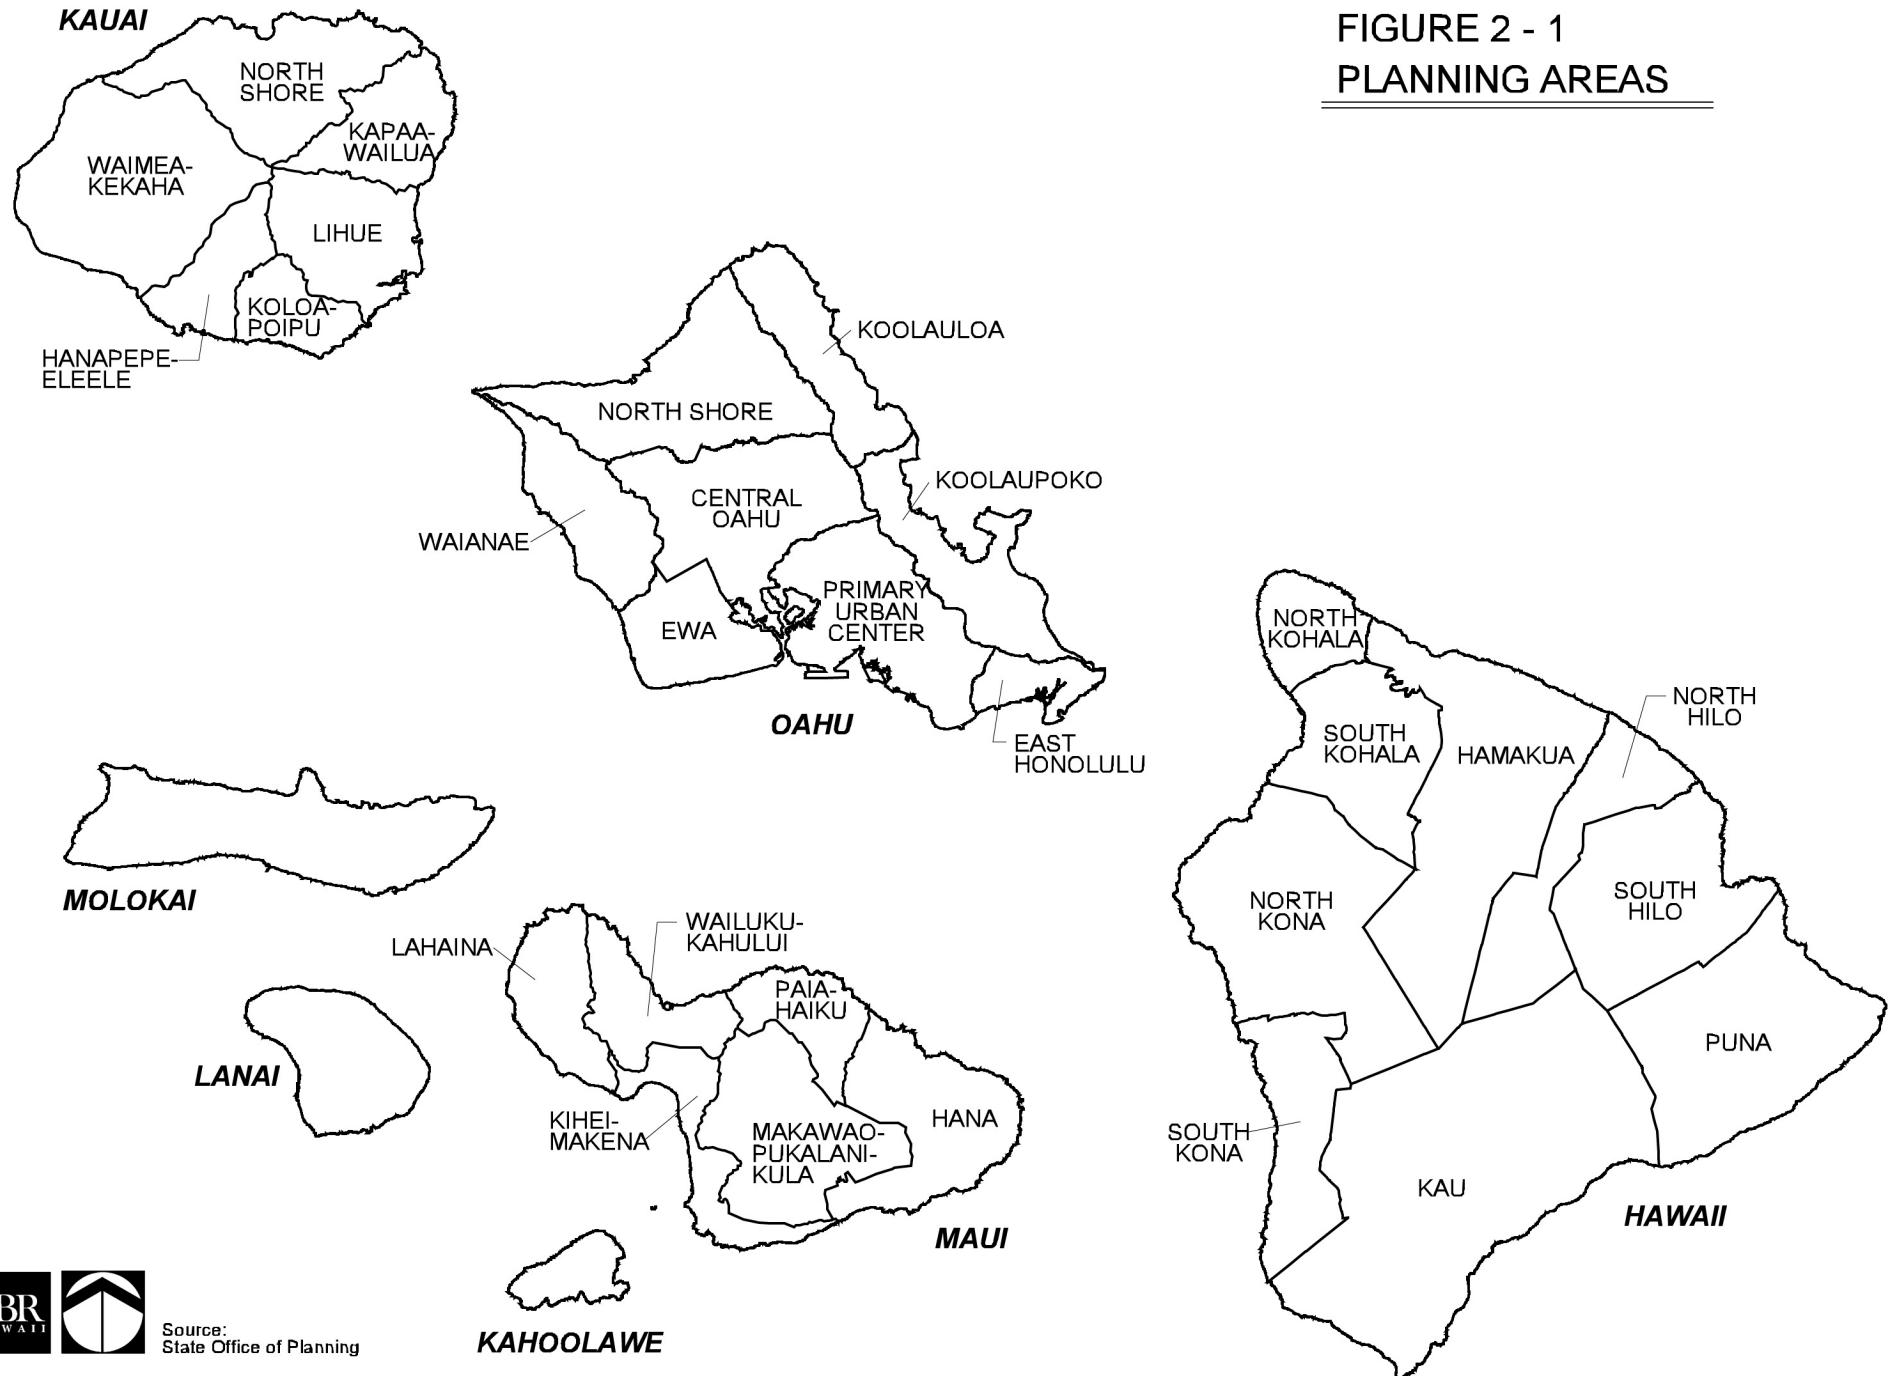 KAUAI
FIGURE 2 - 1
PLANNING AREAS
NORTH
SHORE
KAPAA-
WAILUA
WAIMEA-
KEKAHA
LIHUE
KOLOA-
POIPU
HANAPEPE-
ELEELE
KOOLAULOA
NORTH SHORE
KOOLAUPOKO
CENTRAL
OAHU
WAIANAE
PRIMARY
URBAN
CENTER
EWA
OAHU
EAST
HONOLULU
NORTH
KOHALA
NORTH
HILO
SOUTH
KOHALA
HAMAKUA
SOUTH
HILO
NORTH
KONA
PUNA
SOUTH
KONA
KAU
HAWAII
MOLOKAI
LAHAINA
WAILUKU-
KAHULUI
PAIA-
HAIKU
LANAI
KIHEI-
MAKENA
MAKAWAO-
PUKALANI-
KULA
HANA
MAUI
KAHOOLAWE
BR
WAII
Source:
State Office of Planning